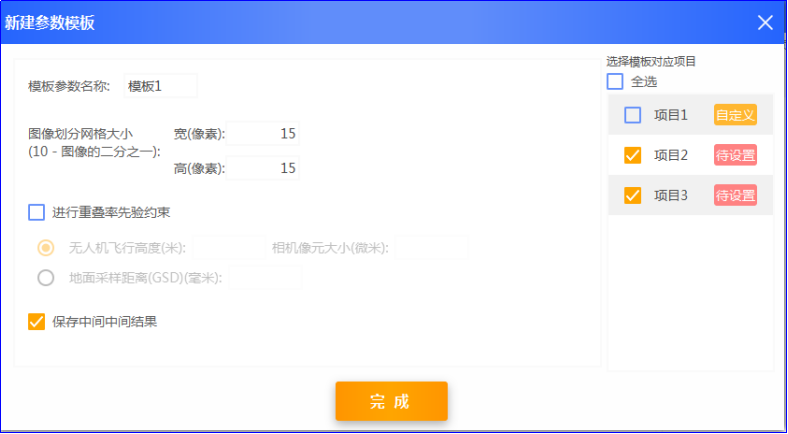 新建参数模板
模板参数名称: 模板1
图像划分网格大小
(10 - 图像的二分之一):
宽(像素): 15
高(像素): 15
进行重叠率先验约束
无人机飞行高度(米): 相机像元大小(微米):
地面采样距离(GSD)(毫米):
保存中间中间结果
选择模板对应项目
全选
项目1 自定义
项目2 待设置
项目3 待设置
完 成